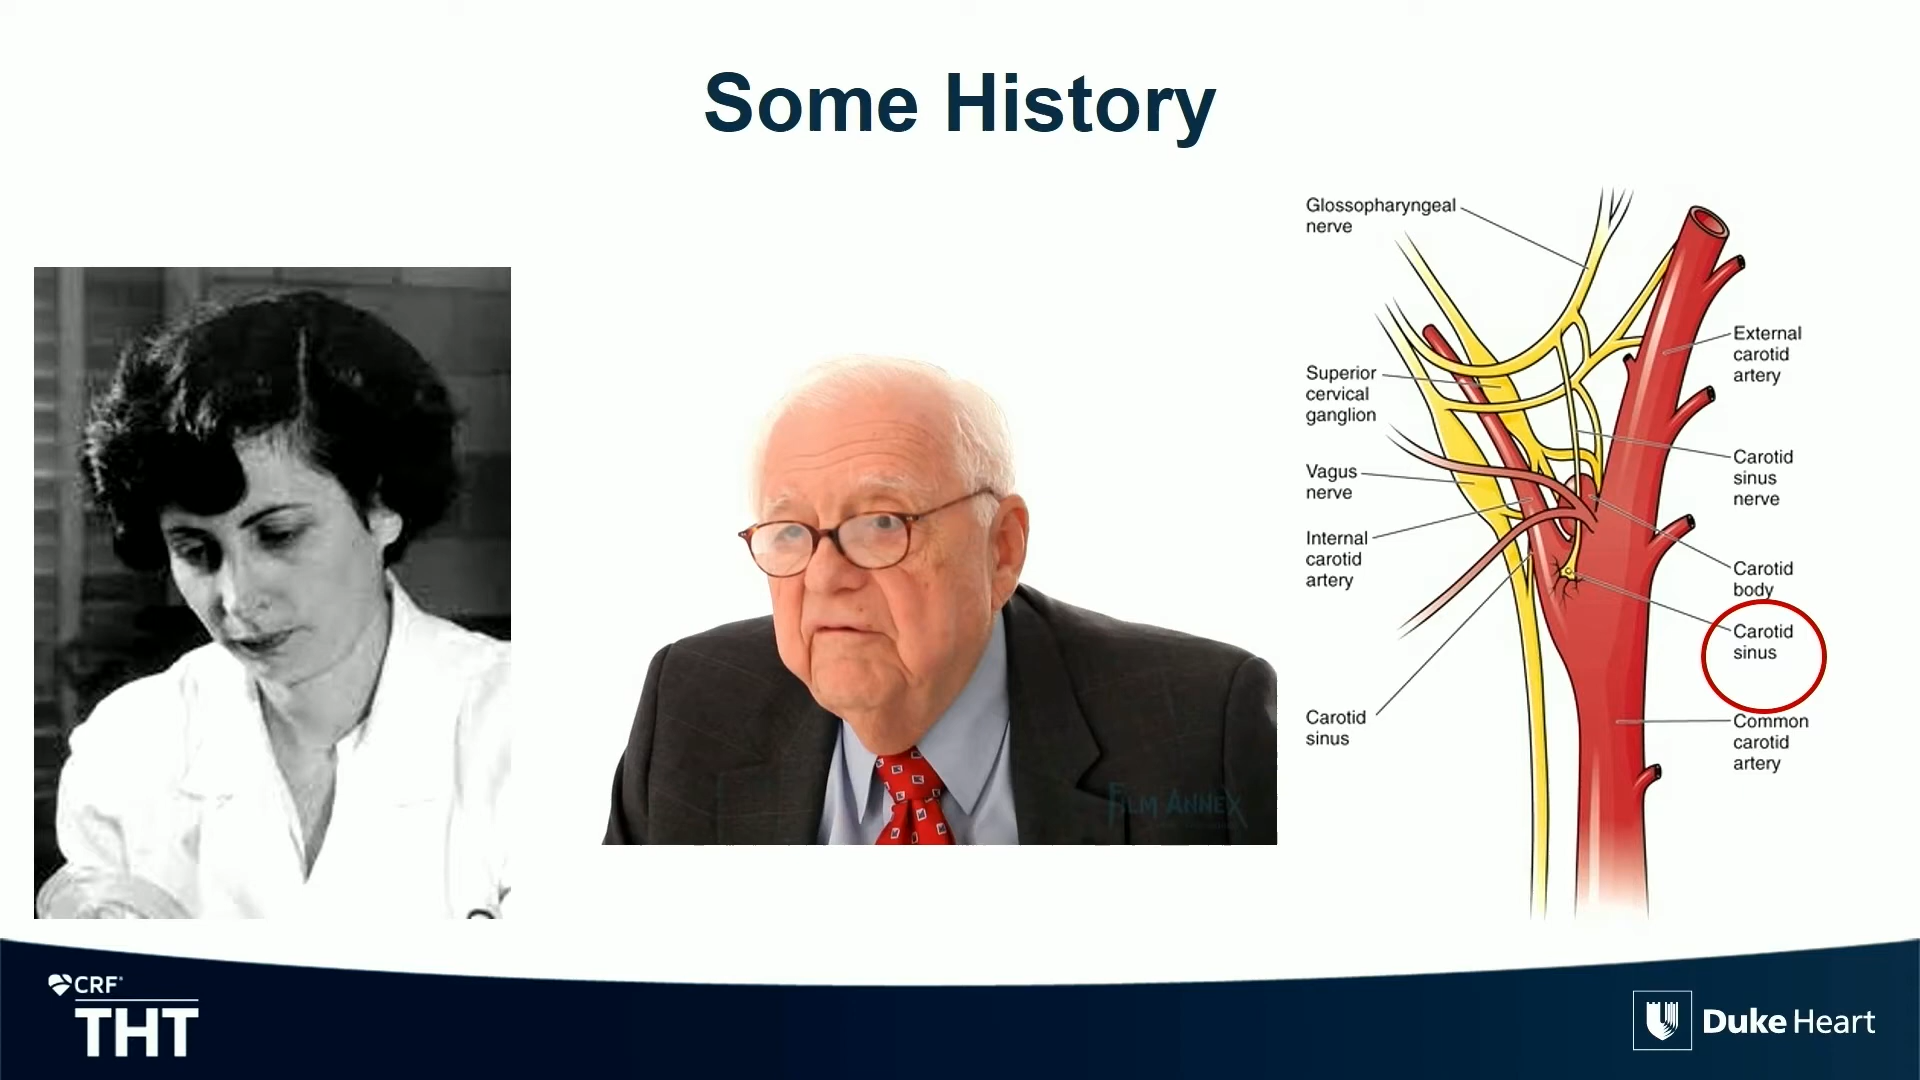 Some History
Glossopharyngeal
nerve
Superior
cervical
ganglion
Vagus
nerve
Internal
carotid
artery
Carotid
sinus
External
carotid
artery
Carotid
sinus
nerve
Carotid
body
Carotid
sinus
Common
carotid
artery
FILM ANNEX
CRF®
THT
Duke Heart